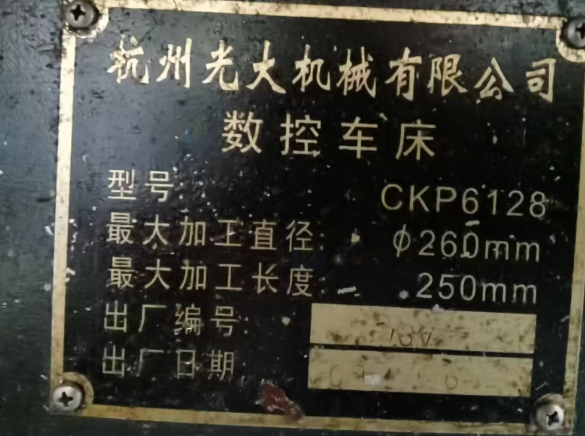 杭州光大机械有限公司
数控车床
型号: CKP6128
最大加工直径: φ260mm
最大加工长度: 250mm
出厂编号:
出厂日期